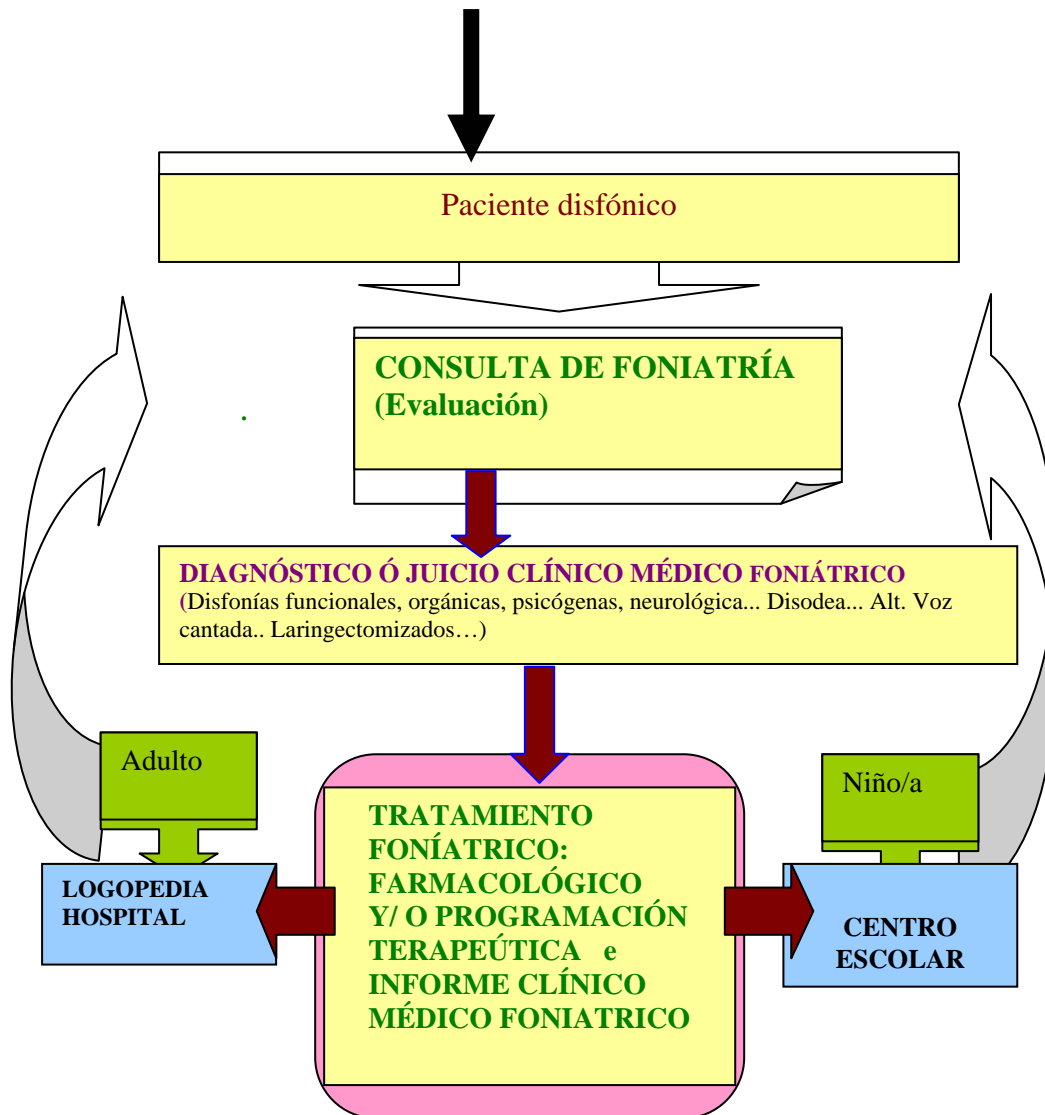 Paciente disfónico
CONSULTA DE FONIATRÍA
(Evaluación)
.
DIAGNÓSTICO Ó JUICIO CLÍNICO MÉDICO FONIÁTRICO
(Disfonías funcionales, orgánicas, psicógenas, neurológica... Disodea... Alt. Voz
cantada.. Laringectomizados…)
Adulto
Niño/a
TRATAMIENTO
FONÍATRICO:
FARMACOLÓGICO
Y/ O PROGRAMACIÓN
TERAPEÚTICA e
INFORME CLÍNICO
MÉDICO FONIATRICO
LOGOPEDIA
HOSPITAL
CENTRO
ESCOLAR